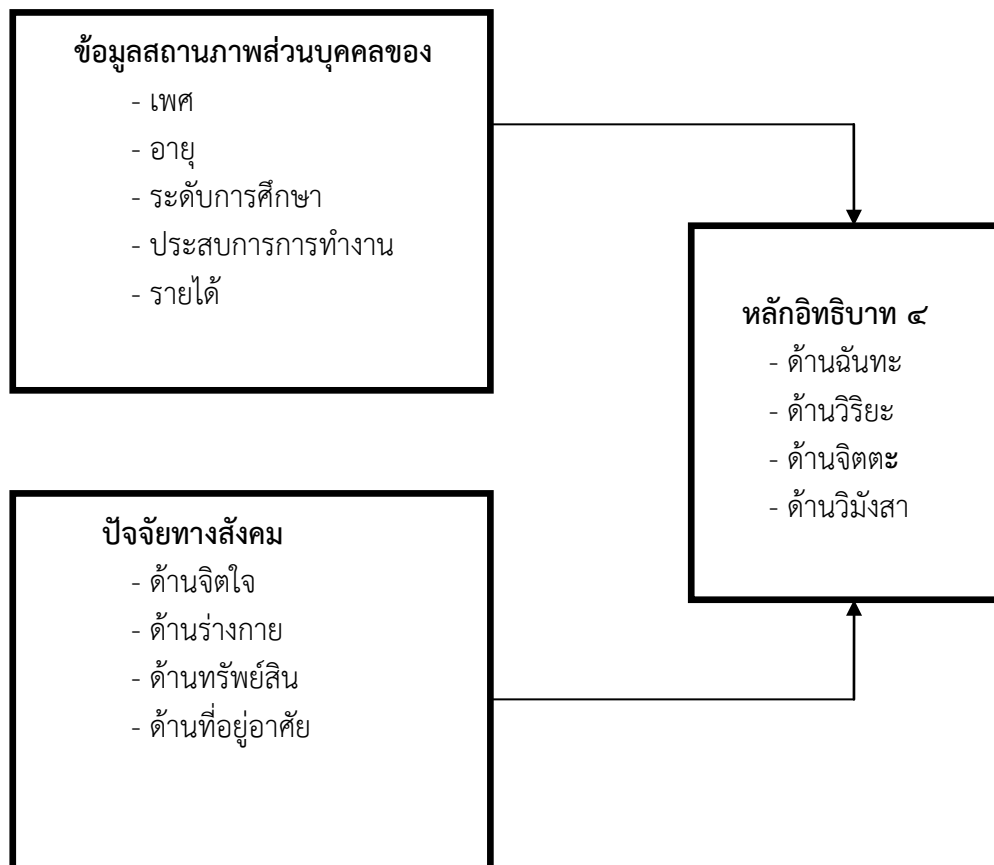 ข้อมูลสถานภาพส่วนบุคคลของ
- เพศ
- อายุ
- ระดับการศึกษา
- ประสบการการทำงาน
- รายได้
หลักอิทธิบาท ๔
- ด้านฉันทะ
- ด้านวิริยะ
- ด้านจิตตะ
- ด้านวิมังสา
ปัจจัยทางสังคม
- ด้านจิตใจ
- ด้านร่างกาย
- ด้านทรัพย์สิน
- ด้านที่อยู่อาศัย